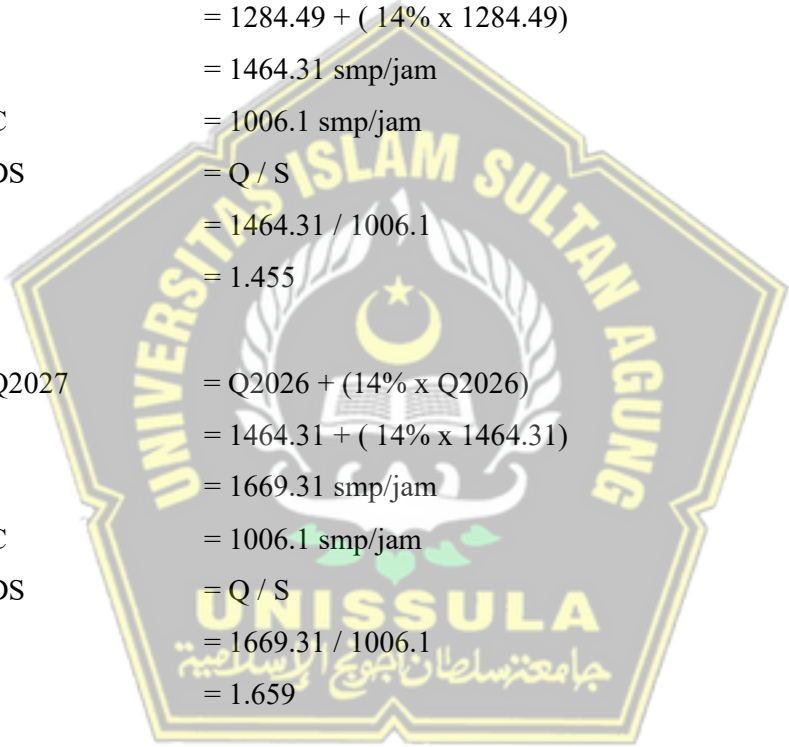 = 1284.49 + ( 14% x 1284.49)
= 1464.31 smp/jam
C = 1006.1 smp/jam
DS = Q / S
= 1464.31 / 1006.1
= 1.455
Q2027 = Q2026 + (14% x Q2026)
= 1464.31 + ( 14% x 1464.31)
= 1669.31 smp/jam
C = 1006.1 smp/jam
DS = Q / S
= 1669.31 / 1006.1
= 1.659
UNIVERSITAS ISLAM SULTAN AGUNG
UNISSULA
جامعتنسلطان أجونج الإسلامية